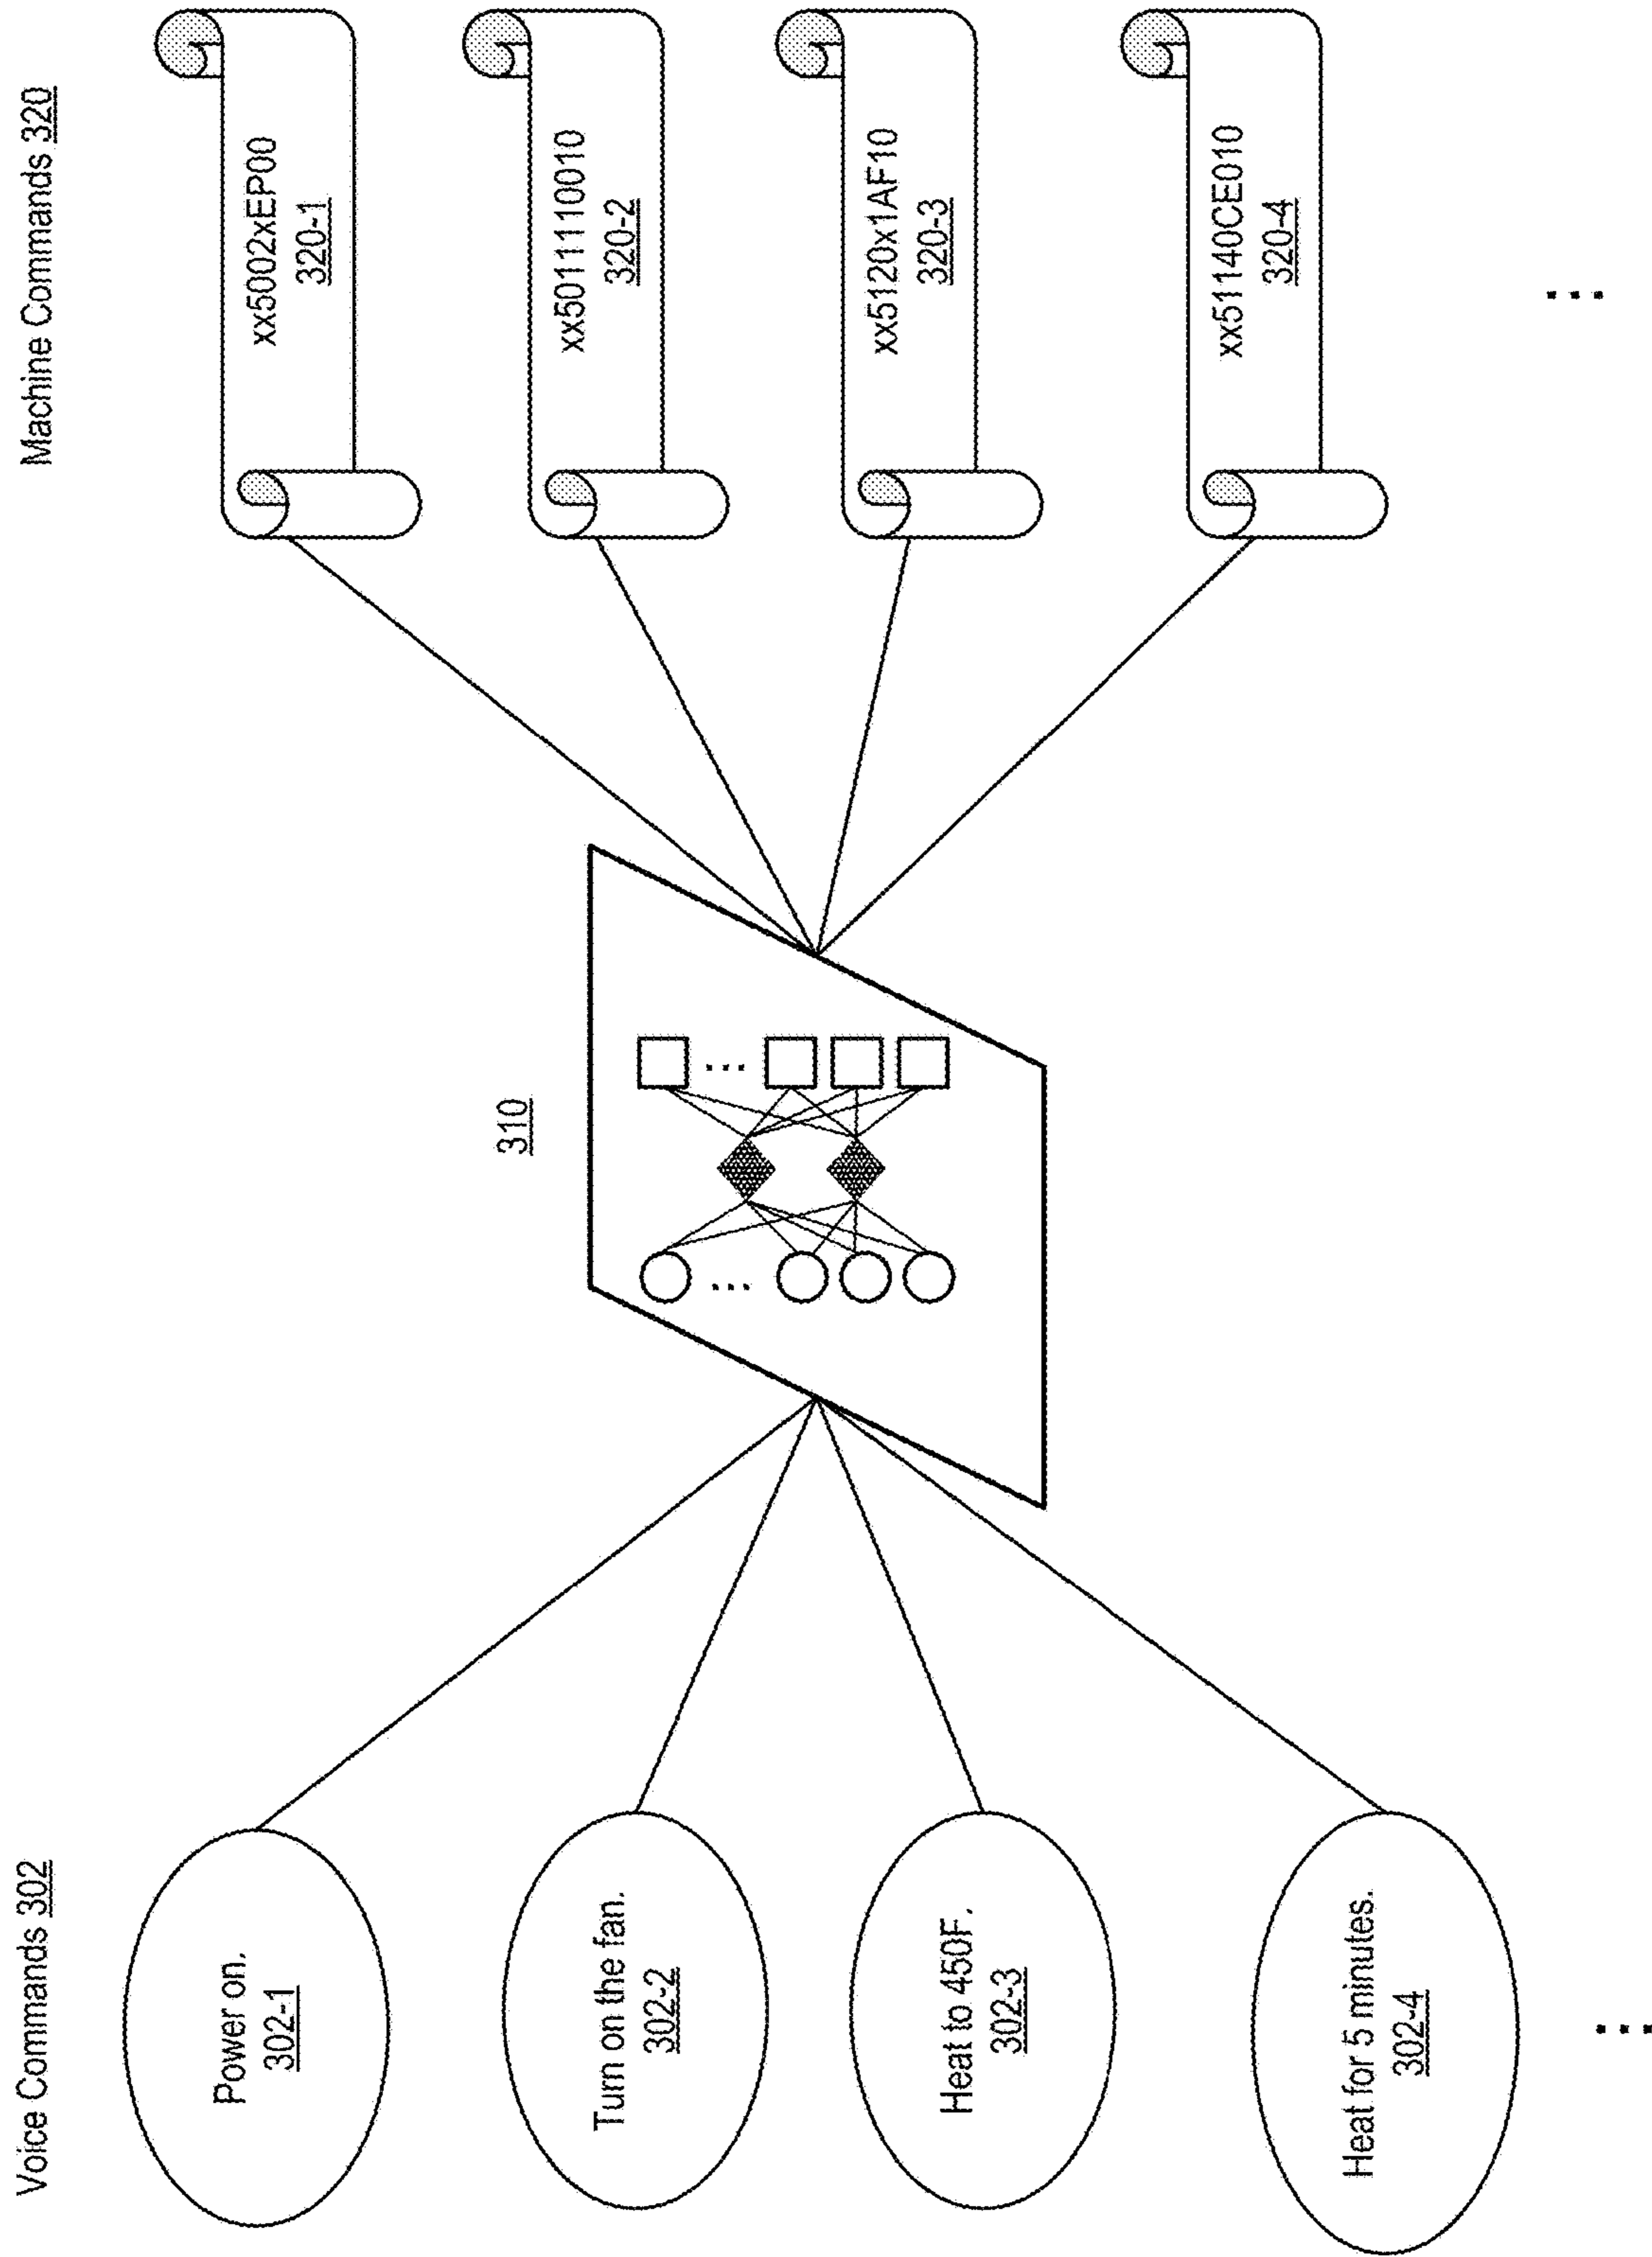 Voice Commands 302
Power on.
302-1
Turn on the fan.
302-2
Heat to 450F.
302-3
Heat for 5 minutes.
302-4
...
310
...
...
Machine Commands 320
xx5002xEP00
320-1
xx5011110010
320-2
xx5120x1AF10
320-3
xx51140CE010
320-4
...